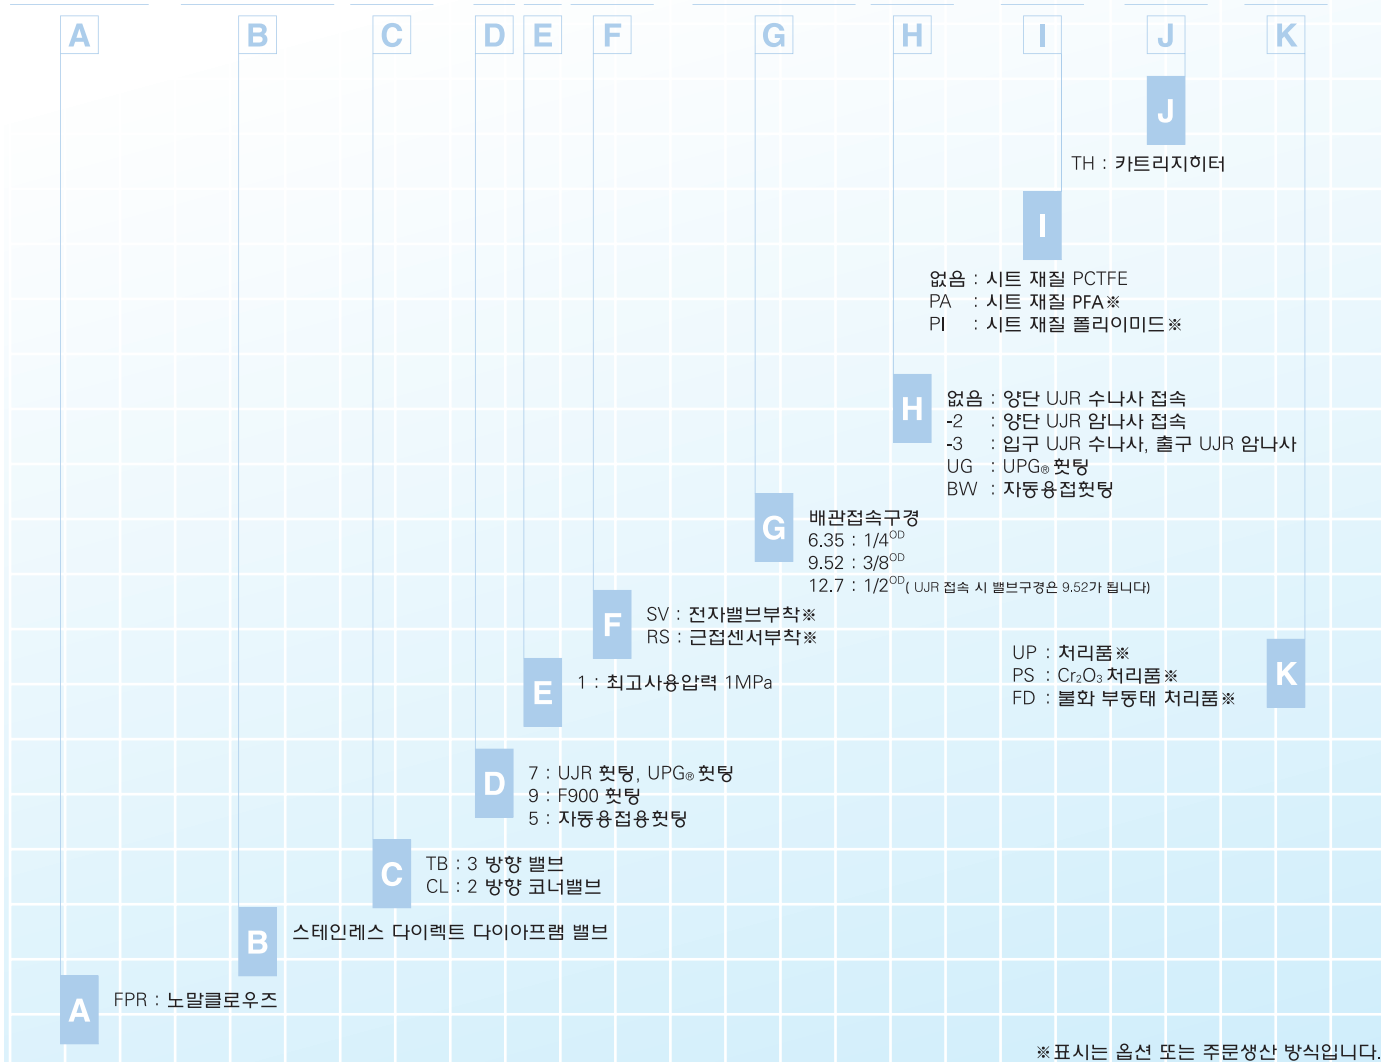 A B C D E F G H I J K
J
TH : 카트리지히터
I
없음 : 시트 재질 PCTFE
PA : 시트 재질 PFA※
PI : 시트 재질 폴리이미드※
H
없음 : 양단 UJR 수나사 접속
-2 : 양단 UJR 암나사 접속
-3 : 입구 UJR 수나사, 출구 UJR 암나사
UG : UPG® 휫팅
BW : 자동용접휫팅
G
배관접속구경
6.35 : 1/4OD
9.52 : 3/8OD
12.7 : 1/2OD( UJR 접속 시 밸브구경은 9.52가 됩니다)
F
SV : 전자밸브부착※
RS : 근접센서부착※
K
UP : 처리품※
PS : Cr₂O₃ 처리품※
FD : 불화 부동태 처리품※
E
1 : 최고사용압력 1MPa
D
7 : UJR 휫팅, UPG® 휫팅
9 : F900 휫팅
5 : 자동용접용휫팅
C
TB : 3 방향 밸브
CL : 2 방향 코너밸브
B
스테인레스 다이렉트 다이아프램 밸브
A
FPR : 노말클로우즈
※표시는 옵션 또는 주문생산 방식입니다.